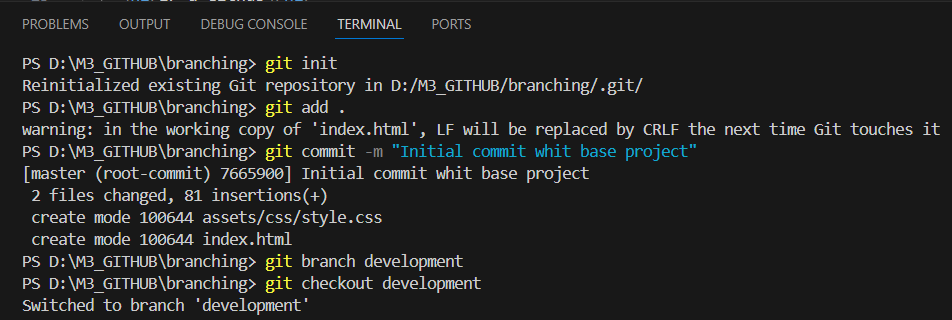 PROBLEMS OUTPUT DEBUG CONSOLE TERMINAL PORTS
PS D:\M3_GITHUB\branching> git init
Reinitialized existing Git repository in D:/M3_GITHUB/branching/.git/
PS D:\M3_GITHUB\branching> git add .
warning: in the working copy of 'index.html', LF will be replaced by CRLF the next time Git touches it
PS D:\M3_GITHUB\branching> git commit -m "Initial commit whit base project"
[master (root-commit) 7665900] Initial commit whit base project
 2 files changed, 81 insertions(+)
 create mode 100644 assets/css/style.css
 create mode 100644 index.html
PS D:\M3_GITHUB\branching> git branch development
PS D:\M3_GITHUB\branching> git checkout development
Switched to branch 'development'